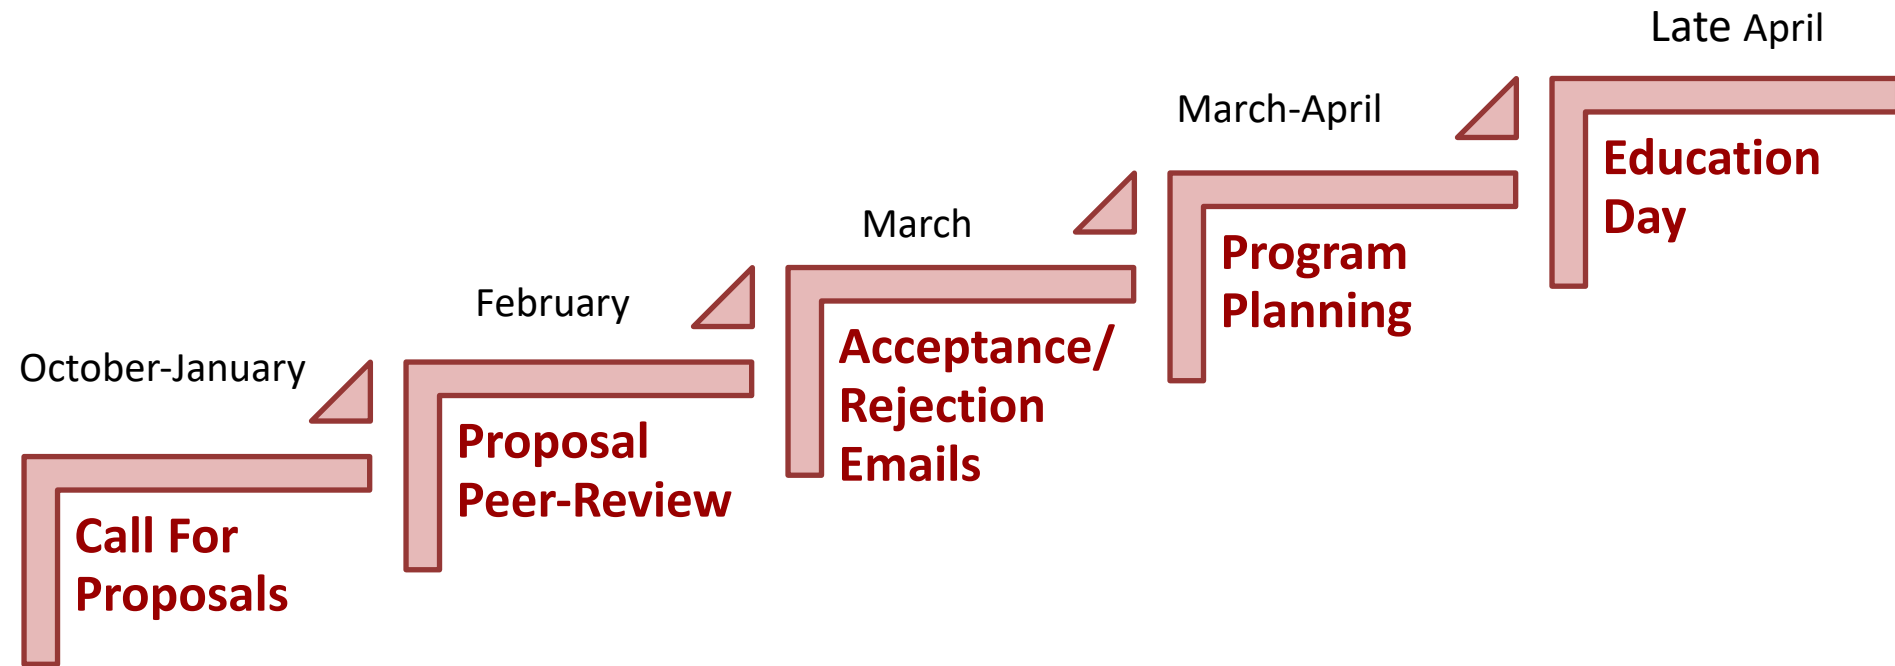 October-January
Call For
Proposals
February
Proposal
Peer-Review
March
Acceptance/
Rejection
Emails
March-April
Program
Planning
Late April
Education
Day